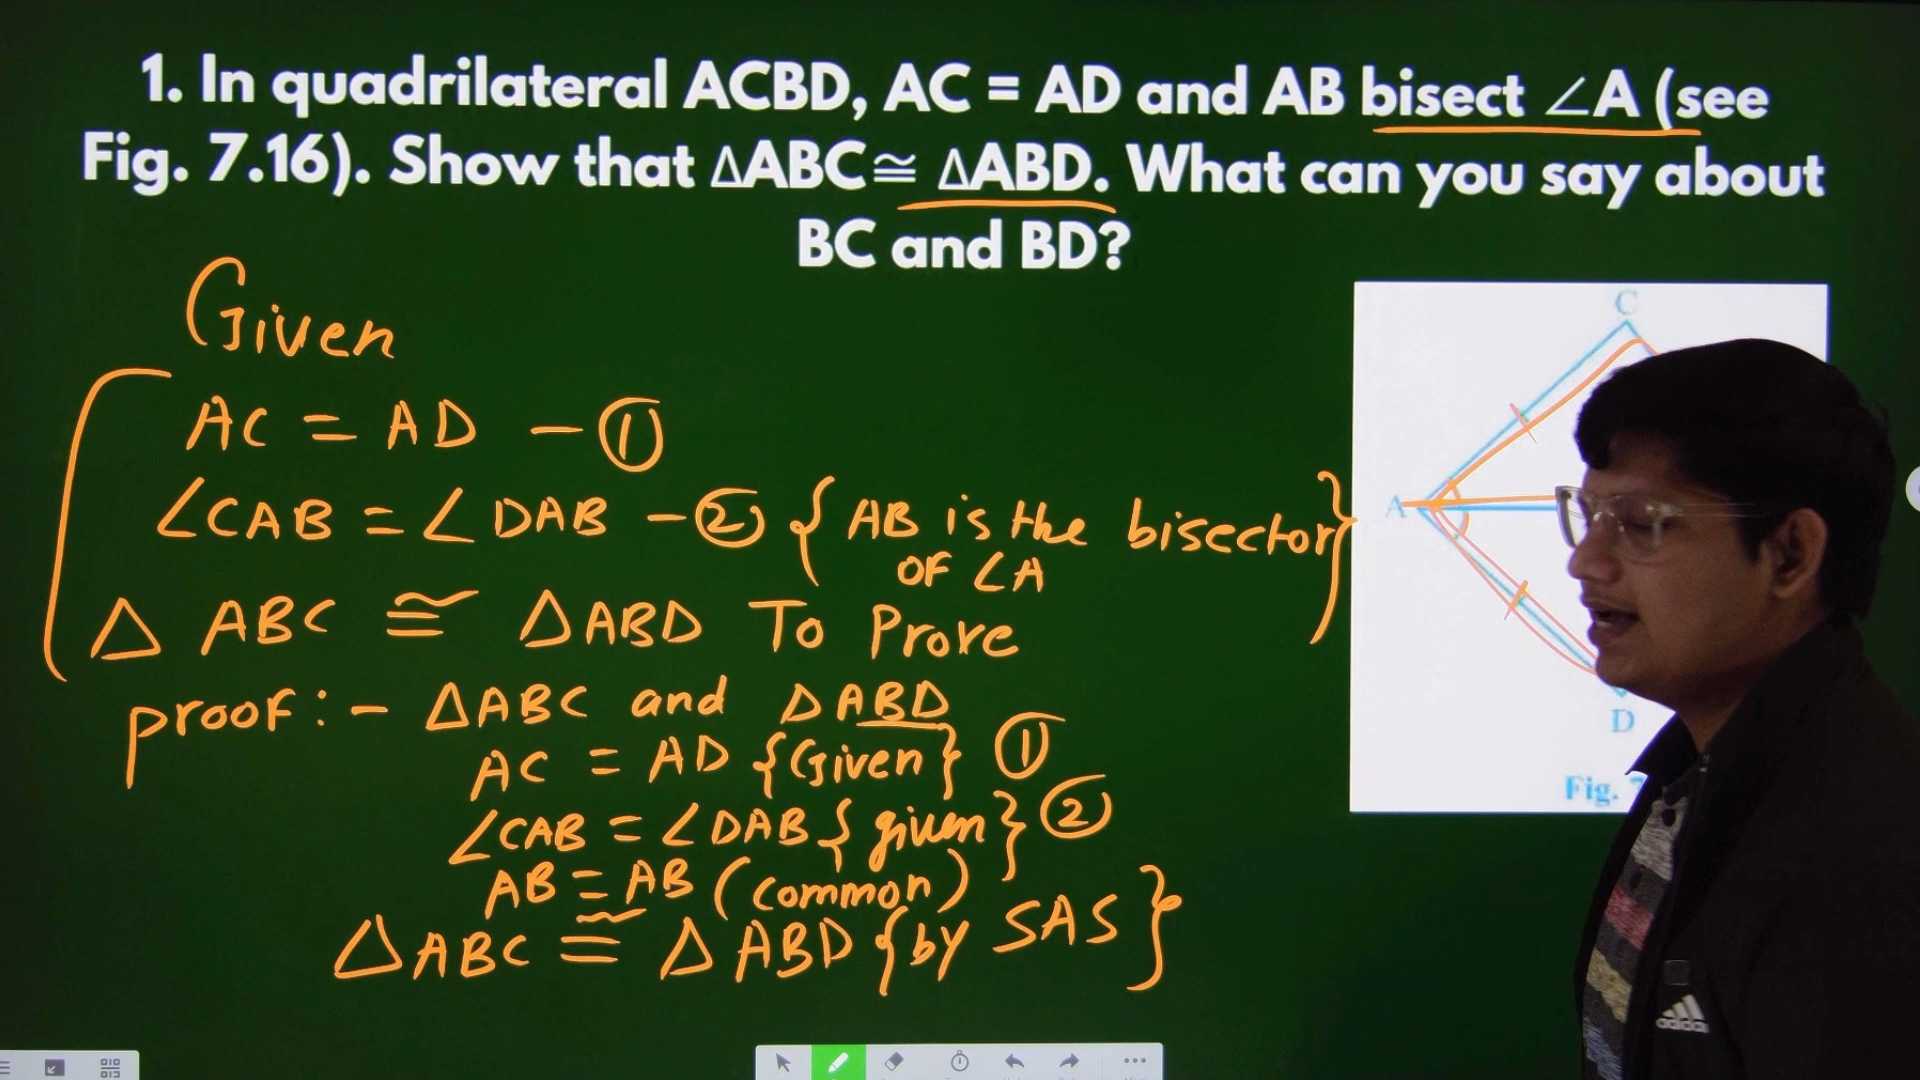 1. In quadrilateral ACBD, AC = AD and AB bisect ∠A (see
Fig. 7.16). Show that ΔABC ≅ ΔABD. What can you say about
BC and BD?
Given
AC = AD - ①
∠CAB = ∠DAB - ② { AB is the bisector }
OF ∠A
Δ ABC ≅ ΔABD To Prove
proof :- ΔABC and ΔABD
AC = AD {Given} ①
∠CAB = ∠DAB { given } ②
AB = AB (common)
Δ ABC ≅ Δ ABD { by SAS }
C
A
D
Fig.
adidas